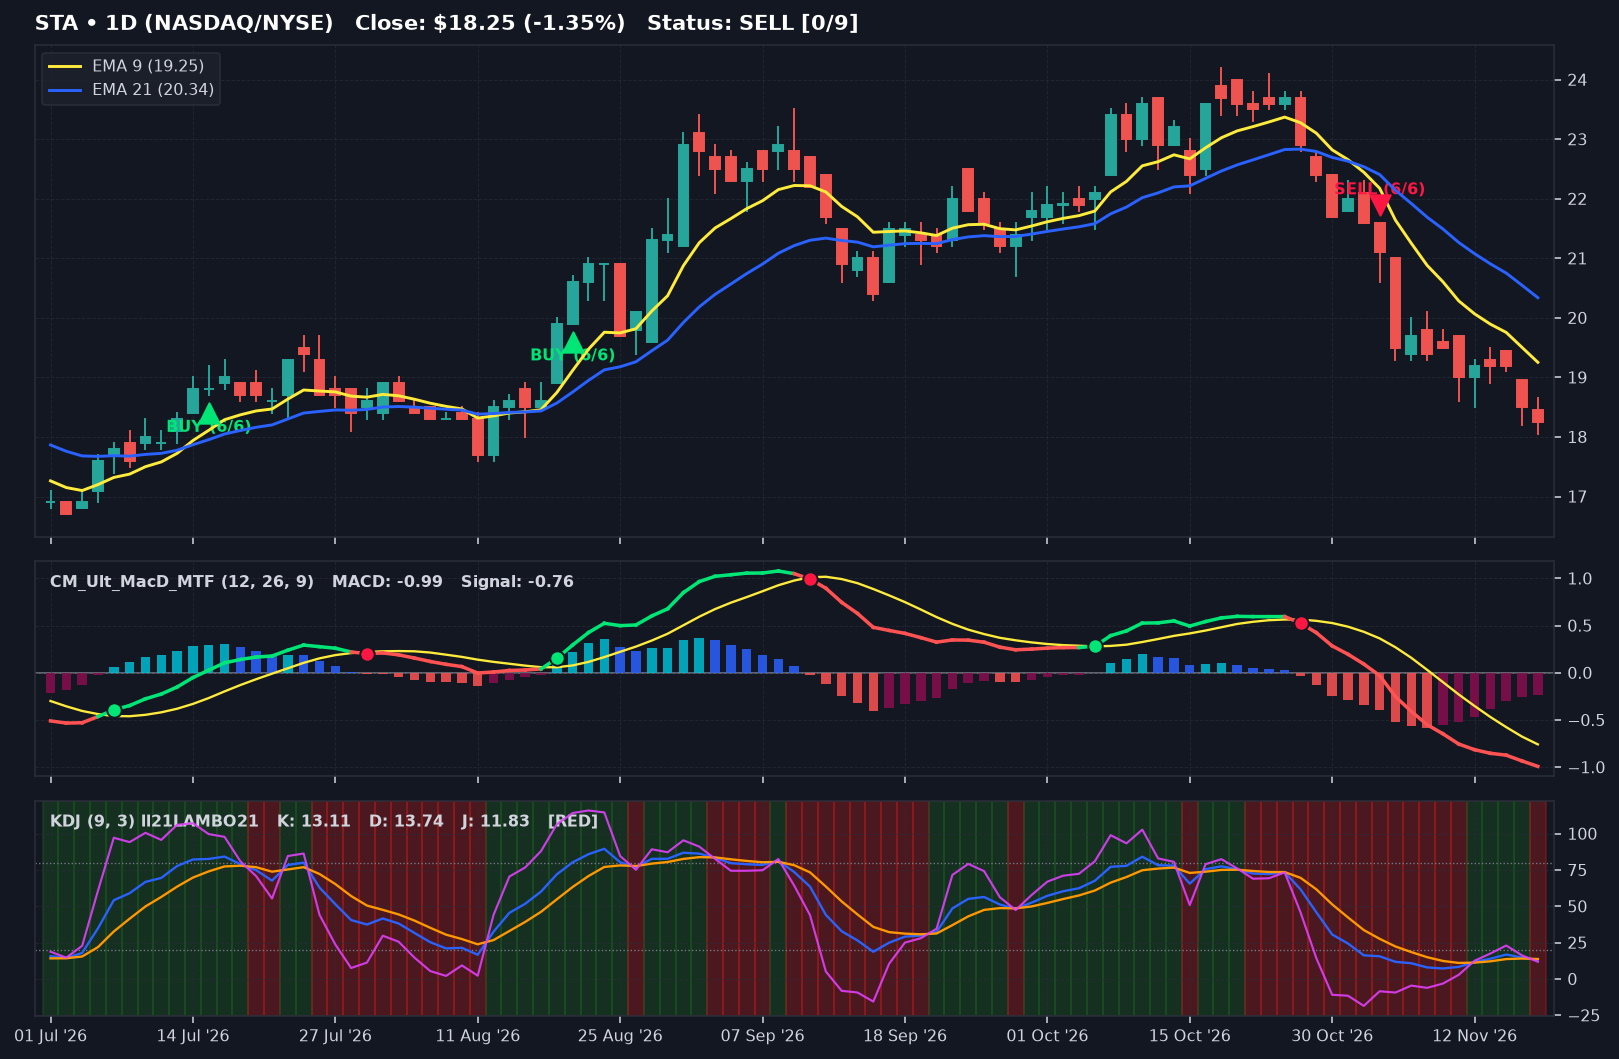 STA • 1D (NASDAQ/NYSE)   Close: $18.25 (-1.35%)   Status: SELL [0/9]
EMA 9 (19.25)
EMA 21 (20.34)
24
23
22
21
20
19
18
17
SELL (6/6)
BUY (6/6)
BUY (6/6)
CM_Ult_MacD_MTF (12, 26, 9)   MACD: -0.99   Signal: -0.76
1.0
0.5
0.0
−0.5
−1.0
KDJ (9, 3) II21LAMBO21   K: 13.11   D: 13.74   J: 11.83   [RED]
100
75
50
25
0
−25
01 Jul '26   14 Jul '26   27 Jul '26   11 Aug '26   25 Aug '26   07 Sep '26   18 Sep '26   01 Oct '26   15 Oct '26   30 Oct '26   12 Nov '26